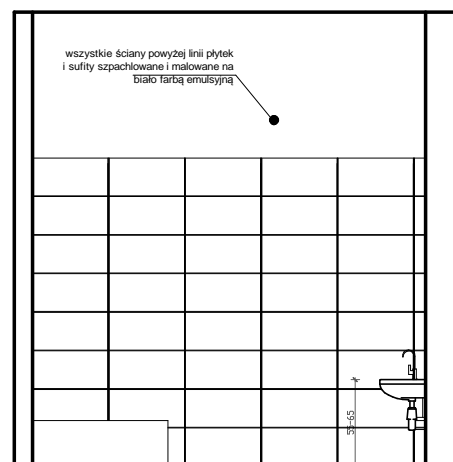 wszystkie ściany powyżej linii płytek
i sufity szpachlowane i malowane na
biało farbą emulsyjną
55-65